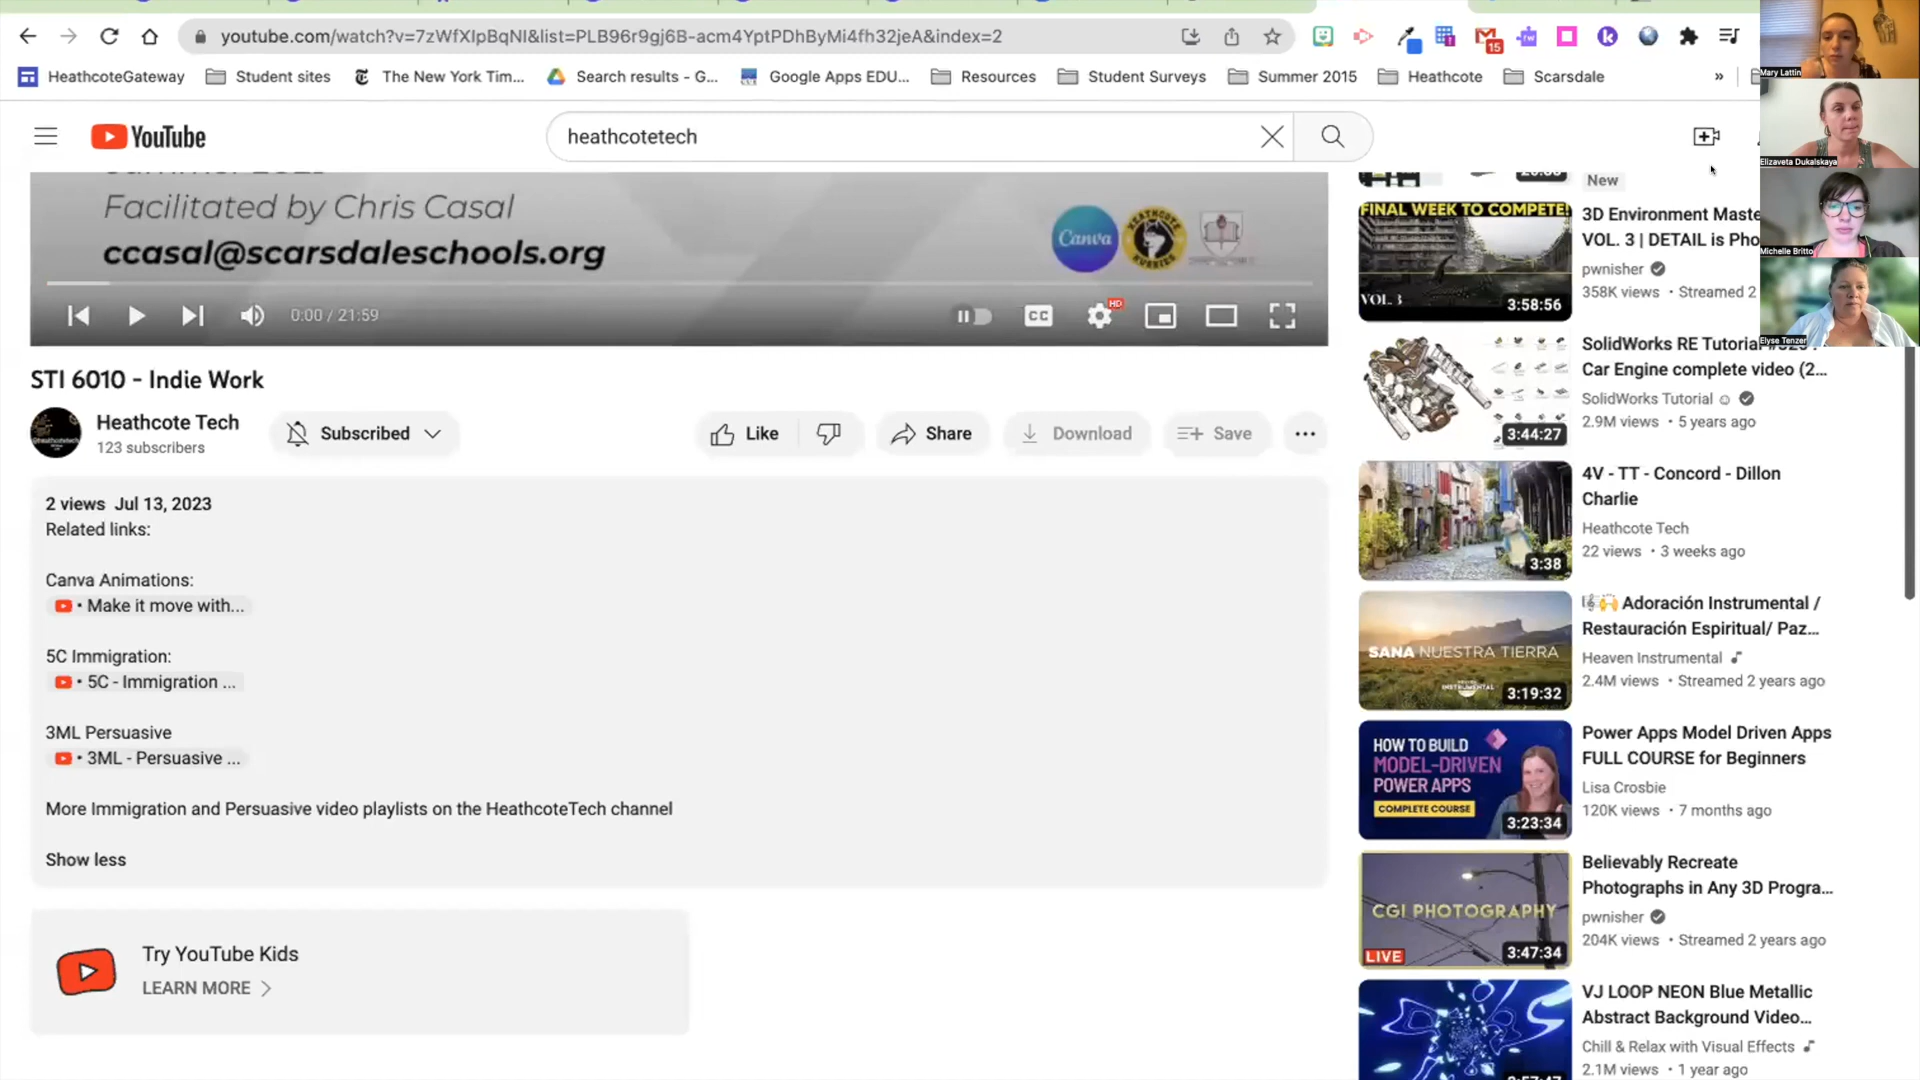 youtube.com/watch?v=7zWfXIpBqNI&list=PLB96r9gj6B-acm4YptPDhByMi4fh32jeA&index=2
15
HeathcoteGateway
Student sites
The New York Tim...
Search results - G...
Google Apps EDU...
Resources
Student Surveys
Summer 2015
Heathcote
Scarsdale
»
YouTube
heathcotetech
Facilitated by Chris Casal
ccasal@scarsdaleschools.org
Canva
0:00 / 21:59
CC
HD
STI 6010 - Indie Work
Heathcote Tech
123 subscribers
Subscribed
Like
Share
Download
Save
2 views Jul 13, 2023
Related links:
Canva Animations:
• Make it move with...
5C Immigration:
• 5C - Immigration ...
3ML Persuasive
• 3ML - Persuasive ...
More Immigration and Persuasive video playlists on the HeathcoteTech channel
Show less
Try YouTube Kids
LEARN MORE
New
FINAL WEEK TO COMPETE!
VOL. 3
3:58:56
3D Environment Maste
VOL. 3 | DETAIL is Pho
pwnisher
358K views • Streamed 2
3:44:27
SolidWorks RE Tutorial
Car Engine complete video (2...
SolidWorks Tutorial ☺
2.9M views • 5 years ago
3:38
4V - TT - Concord - Dillon
Charlie
Heathcote Tech
22 views • 3 weeks ago
SANA NUESTRA TIERRA
3:19:32
Adoración Instrumental /
Restauración Espiritual/ Paz...
Heaven Instrumental
2.4M views • Streamed 2 years ago
HOW TO BUILD
MODEL-DRIVEN
POWER APPS
COMPLETE COURSE
3:23:34
Power Apps Model Driven Apps
FULL COURSE for Beginners
Lisa Crosbie
120K views • 7 months ago
CGI PHOTOGRAPHY
LIVE
3:47:34
Believably Recreate
Photographs in Any 3D Progra...
pwnisher
204K views • Streamed 2 years ago
VJ LOOP NEON Blue Metallic
Abstract Background Video...
Chill & Relax with Visual Effects
2.1M views • 1 year ago
Mary Lattin
Elizaveta Dukalskaya
Michelle Britto
Elyse Tenzer